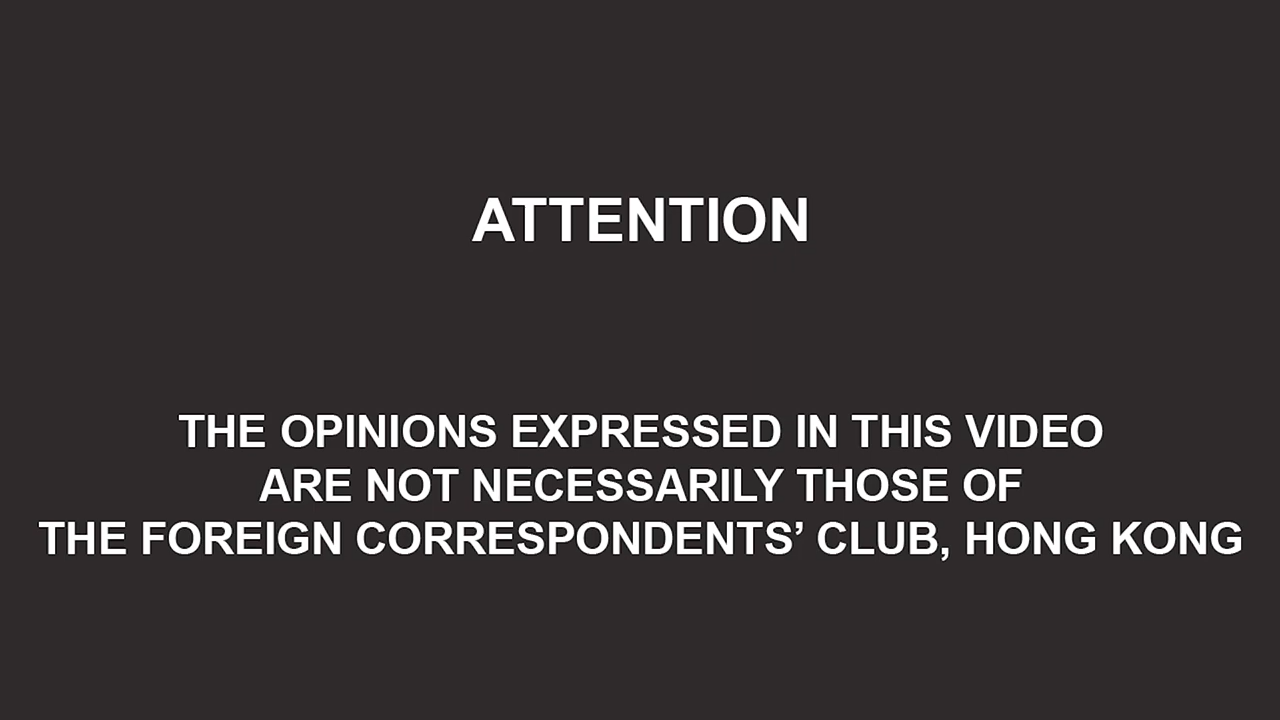 ATTENTION
THE OPINIONS EXPRESSED IN THIS VIDEO
ARE NOT NECESSARILY THOSE OF
THE FOREIGN CORRESPONDENTS’ CLUB, HONG KONG